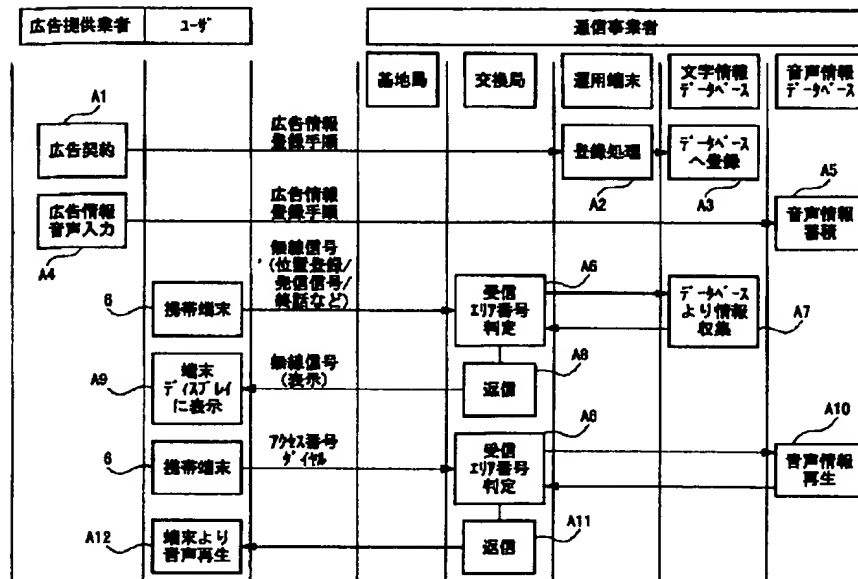 広告提供業者
ユーザ
通信事業者
基地局
交換局
運用端末
文字情報
データベース
音声情報
データベース
A1
広告契約
広告情報
登録手順
登録処理
A2
データベース
へ登録
A3
A5
広告情報
音声入力
A4
広告情報
登録手順
音声情報
蓄積
無線信号
(位置登録/
発信信号/
終話など)
6
携帯端末
A6
受信
エリア番号
判定
データベース
より情報
収集
A7
A9
端末
ディスプレイ
に表示
無線信号
(表示)
返信
A8
A6
6
携帯端末
アクセス番号
ダイヤル
受信
エリア番号
判定
A10
音声情報
再生
A12
端末より
音声再生
返信
A11